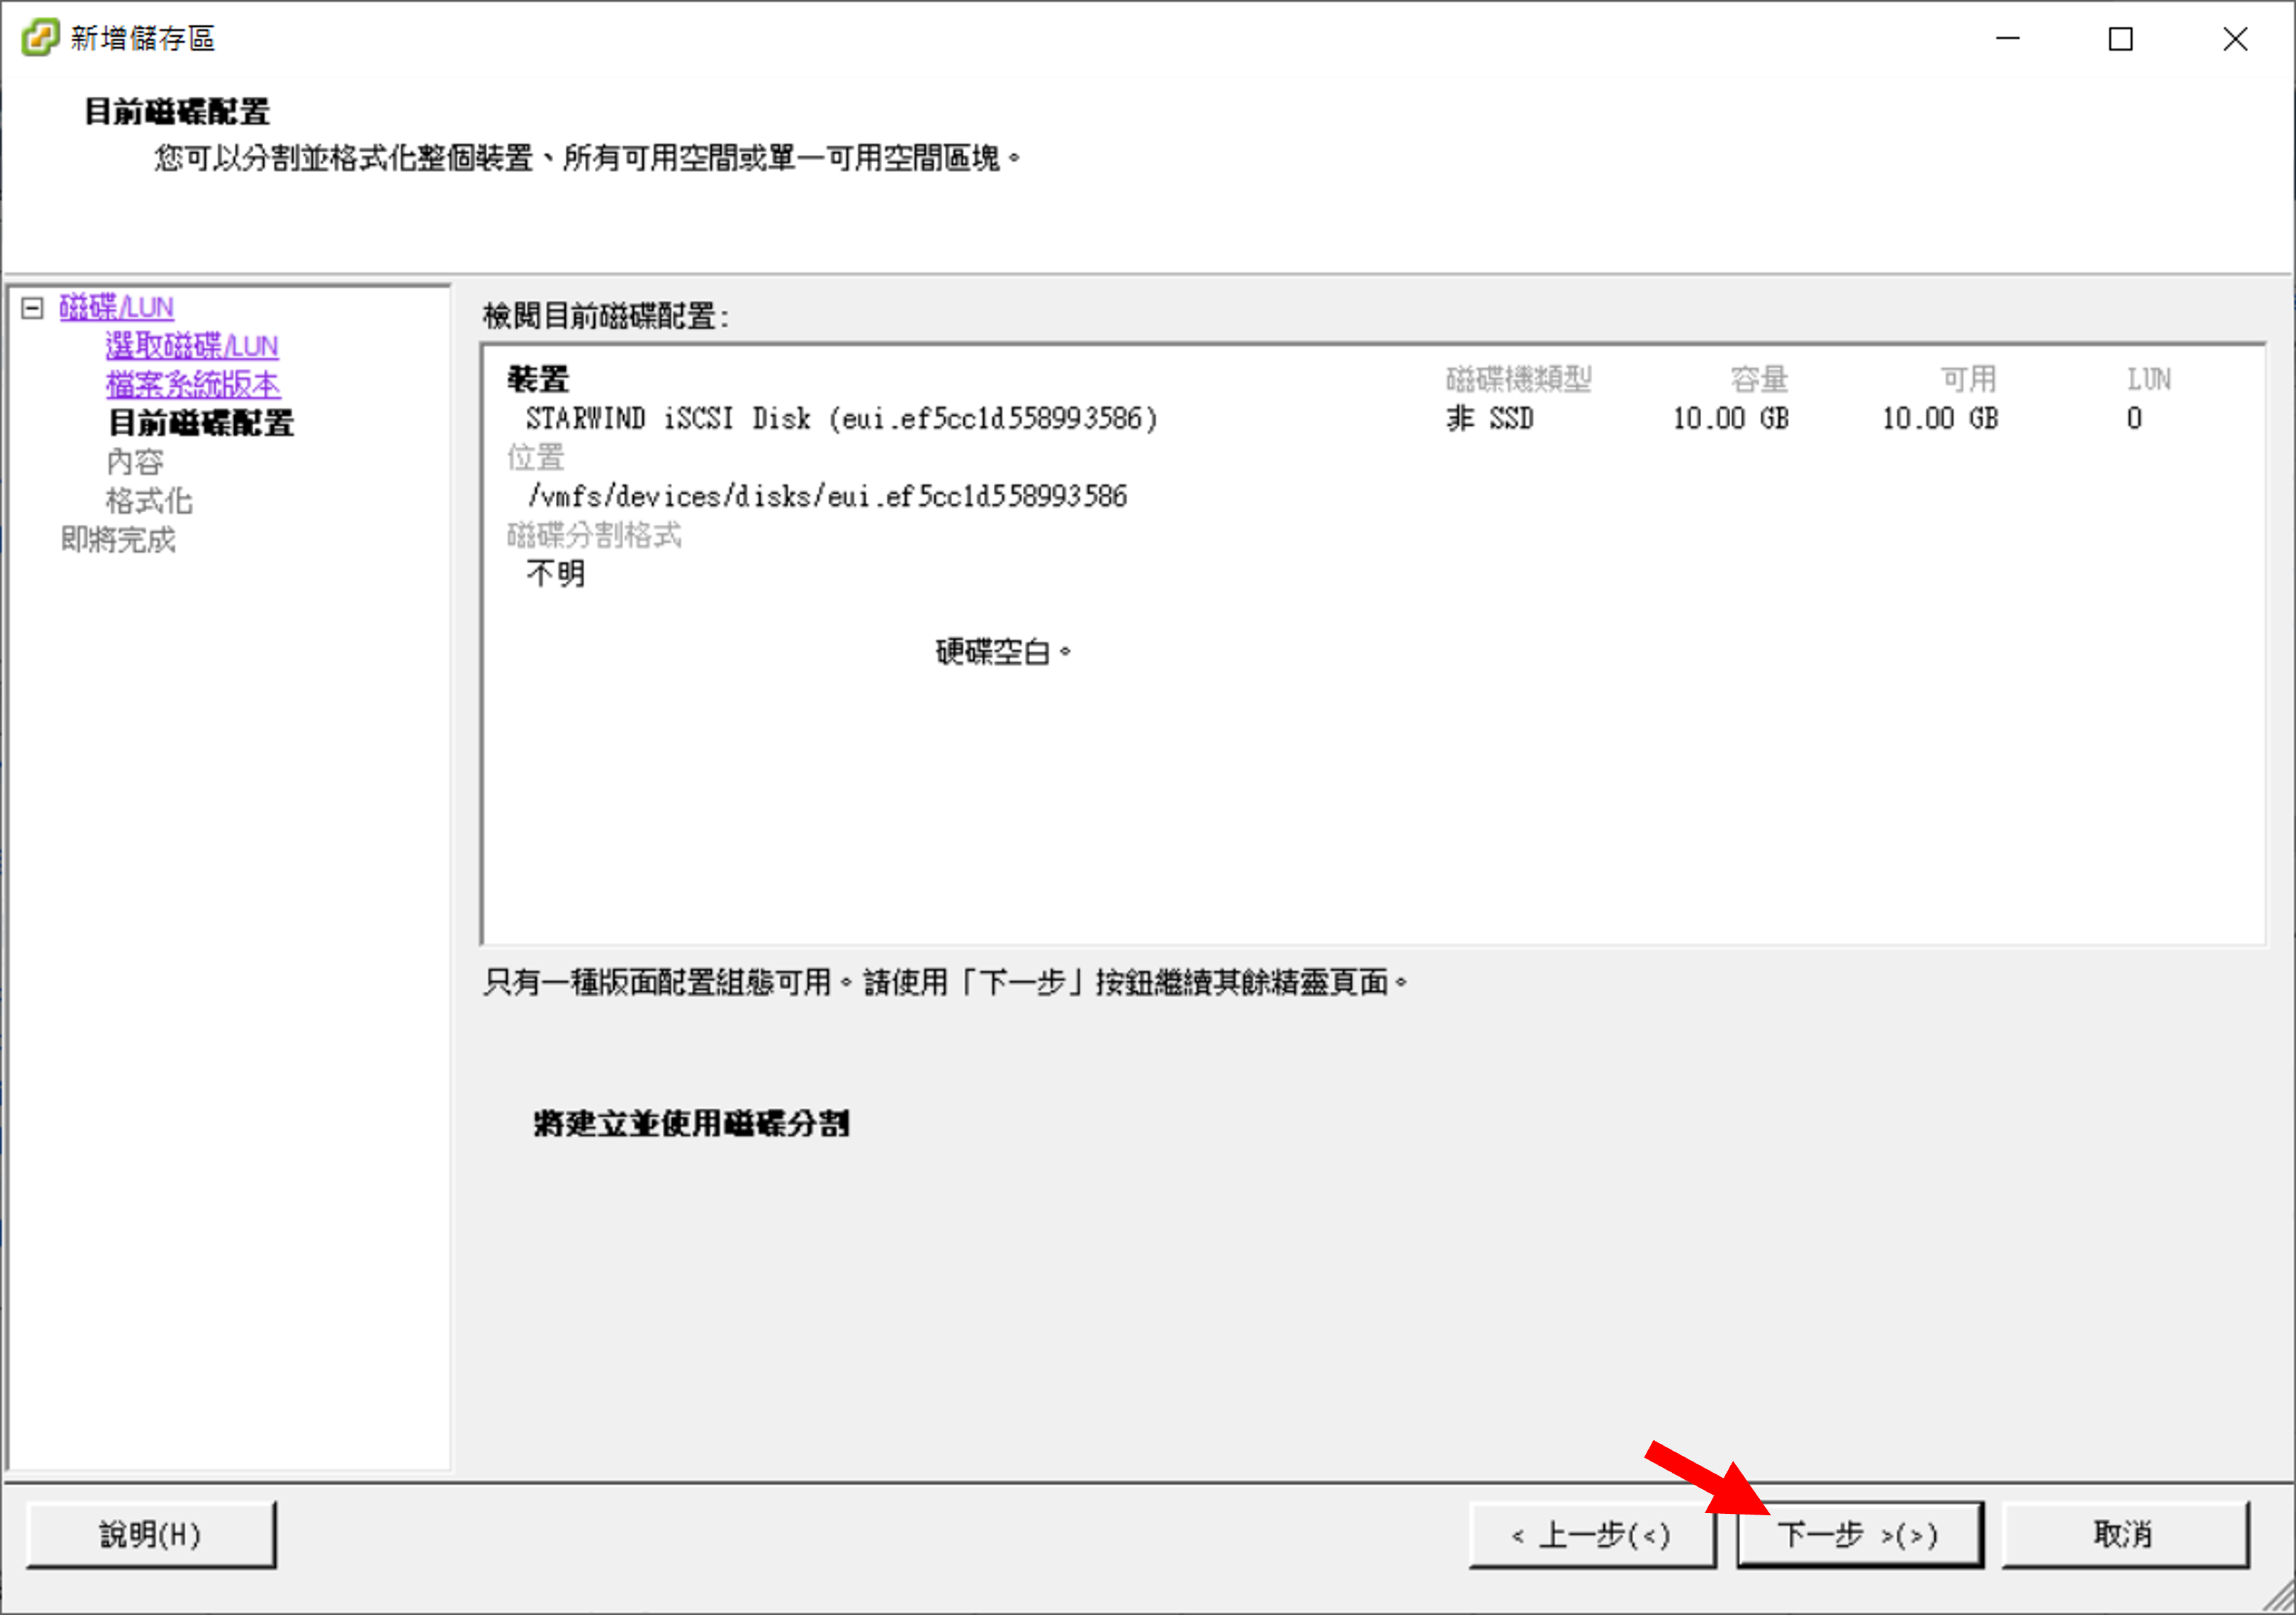 新增儲存區
目前磁碟配置
您可以分割並格式化整個裝置、所有可用空間或單一可用空間區塊。
磁碟/LUN
選取磁碟/LUN
檔案系統版本
目前磁碟配置
內容
格式化
即將完成
檢閱目前磁碟配置:
裝置 磁碟機類型 容量 可用 LUN
STARWIND iSCSI Disk (eui.ef5cc1d558993586) 非 SSD 10.00 GB 10.00 GB 0
位置
/vmfs/devices/disks/eui.ef5cc1d558993586
磁碟分割格式
不明
硬碟空白。
只有一種版面配置組態可用。請使用「下一步」按鈕繼續其餘精靈頁面。
將建立並使用磁碟分割
說明(H) < 上一步(<) 下一步 >(>) 取消